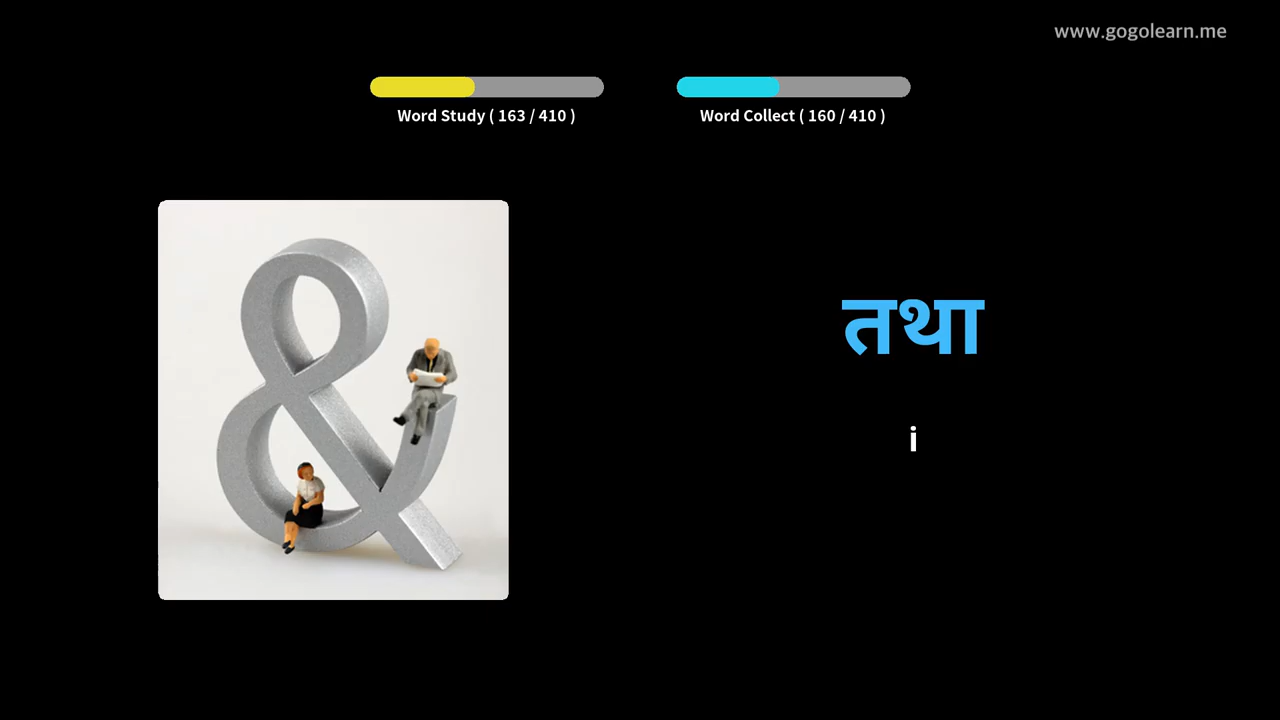 www.gogolearn.me
Word Study ( 163 / 410 )
Word Collect ( 160 / 410 )
&
तथा
i